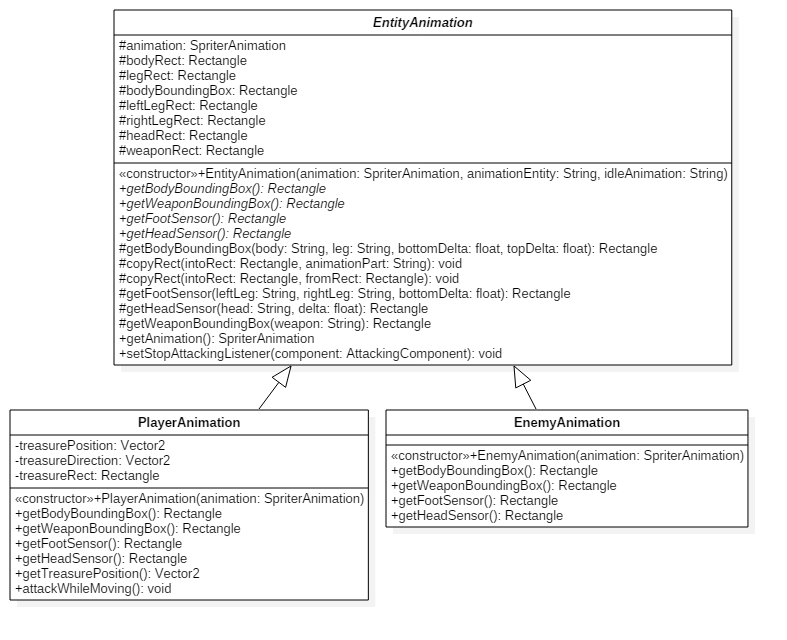 EntityAnimation
#animation: SpriterAnimation
#bodyRect: Rectangle
#legRect: Rectangle
#bodyBoundingBox: Rectangle
#leftLegRect: Rectangle
#rightLegRect: Rectangle
#headRect: Rectangle
#weaponRect: Rectangle
«constructor»+EntityAnimation(animation: SpriterAnimation, animationEntity: String, idleAnimation: String)
+getBodyBoundingBox(): Rectangle
+getWeaponBoundingBox(): Rectangle
+getFootSensor(): Rectangle
+getHeadSensor(): Rectangle
#getBodyBoundingBox(body: String, leg: String, bottomDelta: float, topDelta: float): Rectangle
#copyRect(intoRect: Rectangle, animationPart: String): void
#copyRect(intoRect: Rectangle, fromRect: Rectangle): void
#getFootSensor(leftLeg: String, rightLeg: String, bottomDelta: float): Rectangle
#getHeadSensor(head: String, delta: float): Rectangle
#getWeaponBoundingBox(weapon: String): Rectangle
+getAnimation(): SpriterAnimation
+setStopAttackingListener(component: AttackingComponent): void
PlayerAnimation
-treasurePosition: Vector2
-treasureDirection: Vector2
-treasureRect: Rectangle
«constructor»+PlayerAnimation(animation: SpriterAnimation)
+getBodyBoundingBox(): Rectangle
+getWeaponBoundingBox(): Rectangle
+getFootSensor(): Rectangle
+getHeadSensor(): Rectangle
+getTreasurePosition(): Vector2
+attackWhileMoving(): void
EnemyAnimation
«constructor»+EnemyAnimation(animation: SpriterAnimation)
+getBodyBoundingBox(): Rectangle
+getWeaponBoundingBox(): Rectangle
+getFootSensor(): Rectangle
+getHeadSensor(): Rectangle